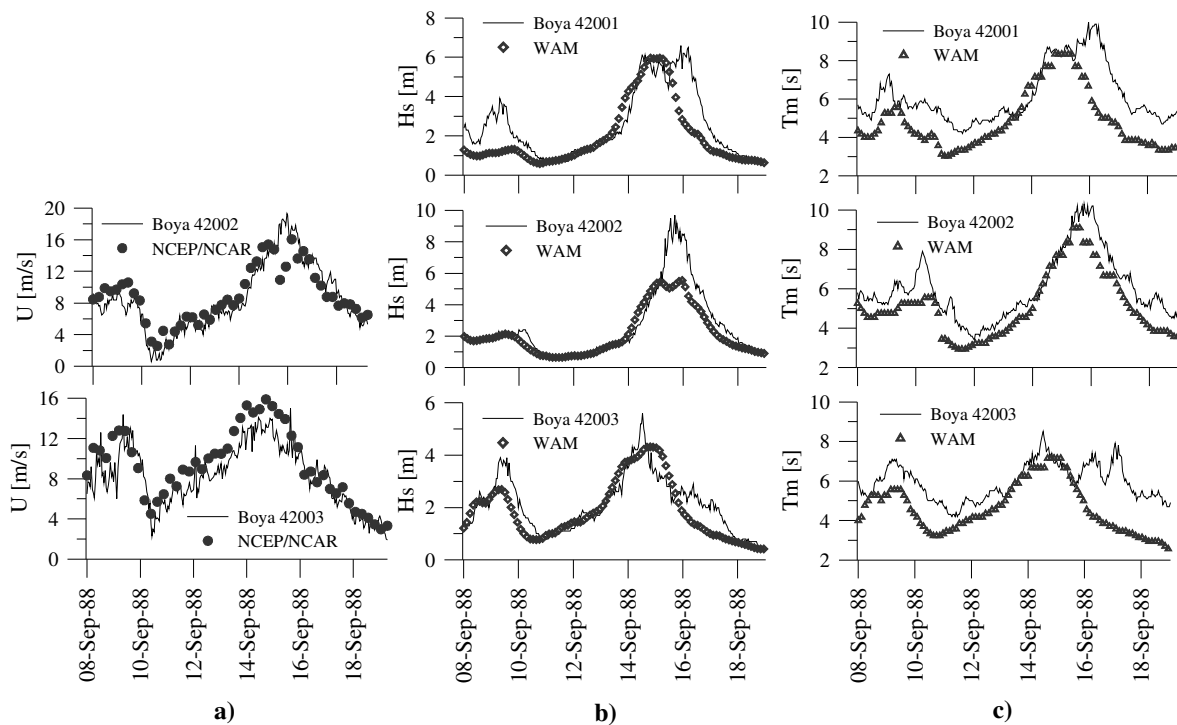 8
6
4
2
0
Hs [m]
Boya 42001
WAM
10
8
6
4
2
Tm [s]
Boya 42001
WAM
20
16
12
8
4
0
U [m/s]
Boya 42002
NCEP/NCAR
10
8
6
4
2
0
Hs [m]
Boya 42002
WAM
10
8
6
4
2
Tm [s]
Boya 42002
WAM
16
12
8
4
0
U [m/s]
Boya 42003
NCEP/NCAR
6
4
2
0
Hs [m]
Boya 42003
WAM
10
8
6
4
2
Tm [s]
Boya 42003
WAM
08-Sep-88
10-Sep-88
12-Sep-88
14-Sep-88
16-Sep-88
18-Sep-88
08-Sep-88
10-Sep-88
12-Sep-88
14-Sep-88
16-Sep-88
18-Sep-88
08-Sep-88
10-Sep-88
12-Sep-88
14-Sep-88
16-Sep-88
18-Sep-88
a)
b)
c)